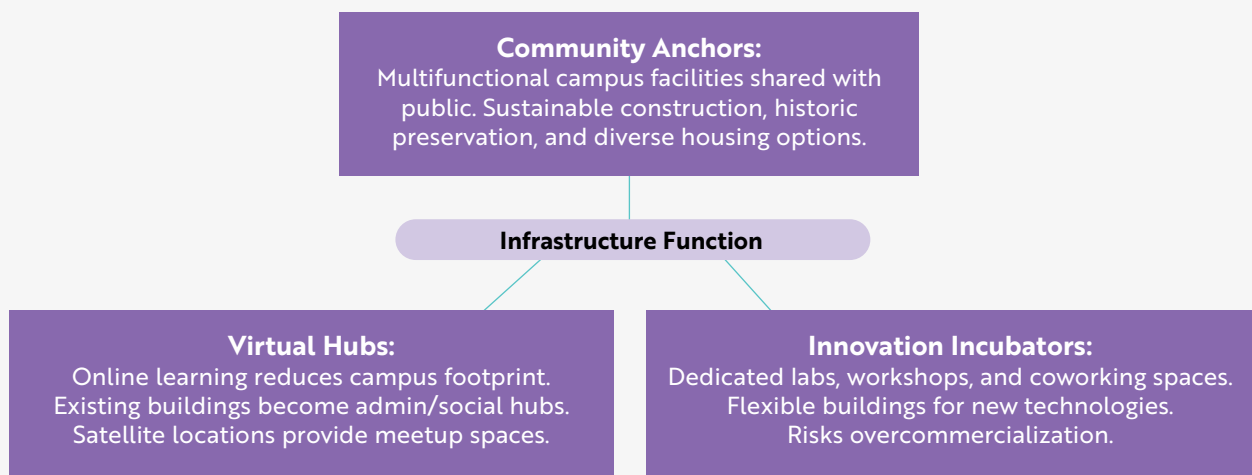 Community Anchors:
Multifunctional campus facilities shared with
public. Sustainable construction, historic
preservation, and diverse housing options.
Infrastructure Function
Virtual Hubs:
Online learning reduces campus footprint.
Existing buildings become admin/social hubs.
Satellite locations provide meetup spaces.
Innovation Incubators:
Dedicated labs, workshops, and coworking spaces.
Flexible buildings for new technologies.
Risks overcommercialization.